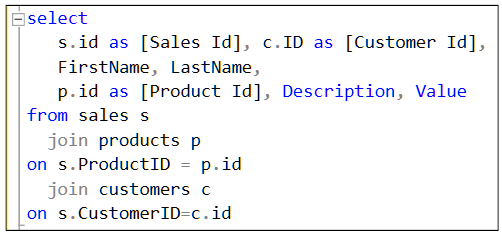 select
s.id as [Sales Id], c.ID as [Customer Id],
FirstName, LastName,
p.id as [Product Id], Description, Value
from sales s
join products p
on s.ProductID = p.id
join customers c
on s.CustomerID=c.id